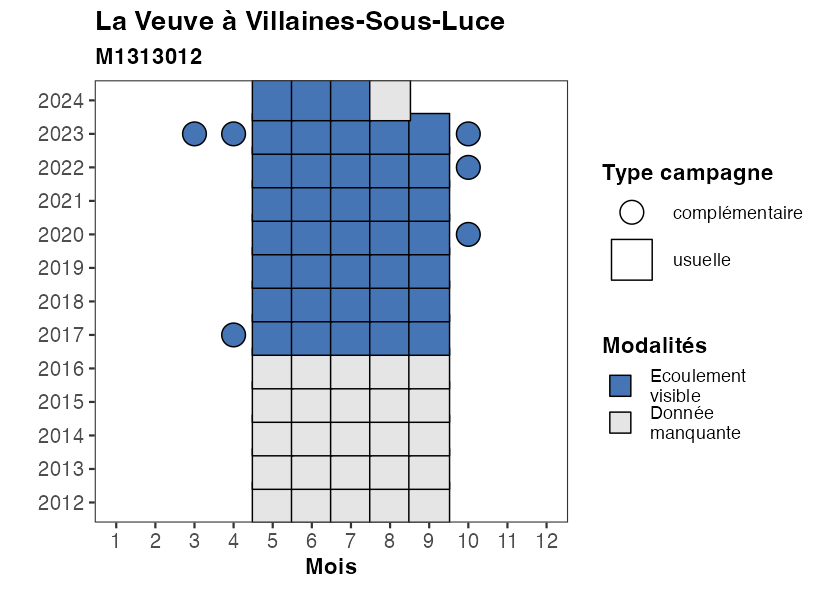 La Veuve à Villaines-Sous-Luce
M1313012
2024
2023
2022
2021
2020
2019
2018
2017
2016
2015
2014
2013
2012
1 2 3 4 5 6 7 8 9 10 11 12
Mois
Type campagne
complémentaire
usuelle
Modalités
Ecoulement
visible
Donnée
manquante